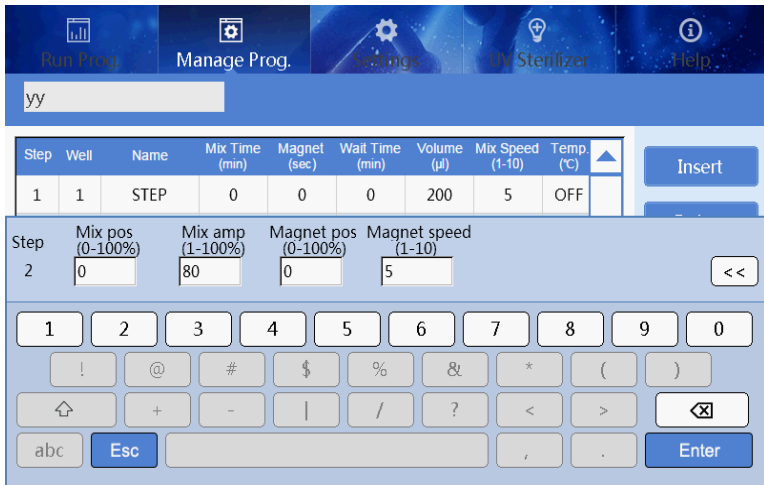 Run Prog. Manage Prog. Settings UV Sterilizer Help
yy
Step Well Name Mix Time (min) Magnet (sec) Wait Time (min) Volume (µl) Mix Speed (1-10) Temp. (℃)
Insert
1 1 STEP 0 0 0 200 5 OFF
Step Mix pos (0-100%) Mix amp (1-100%) Magnet pos (0-100%) Magnet speed (1-10)
2 0 80 0 5 <<
1 2 3 4 5 6 7 8 9 0
! @ # $ % & * ( )
+ - | / ? < >
abc Esc , . Enter